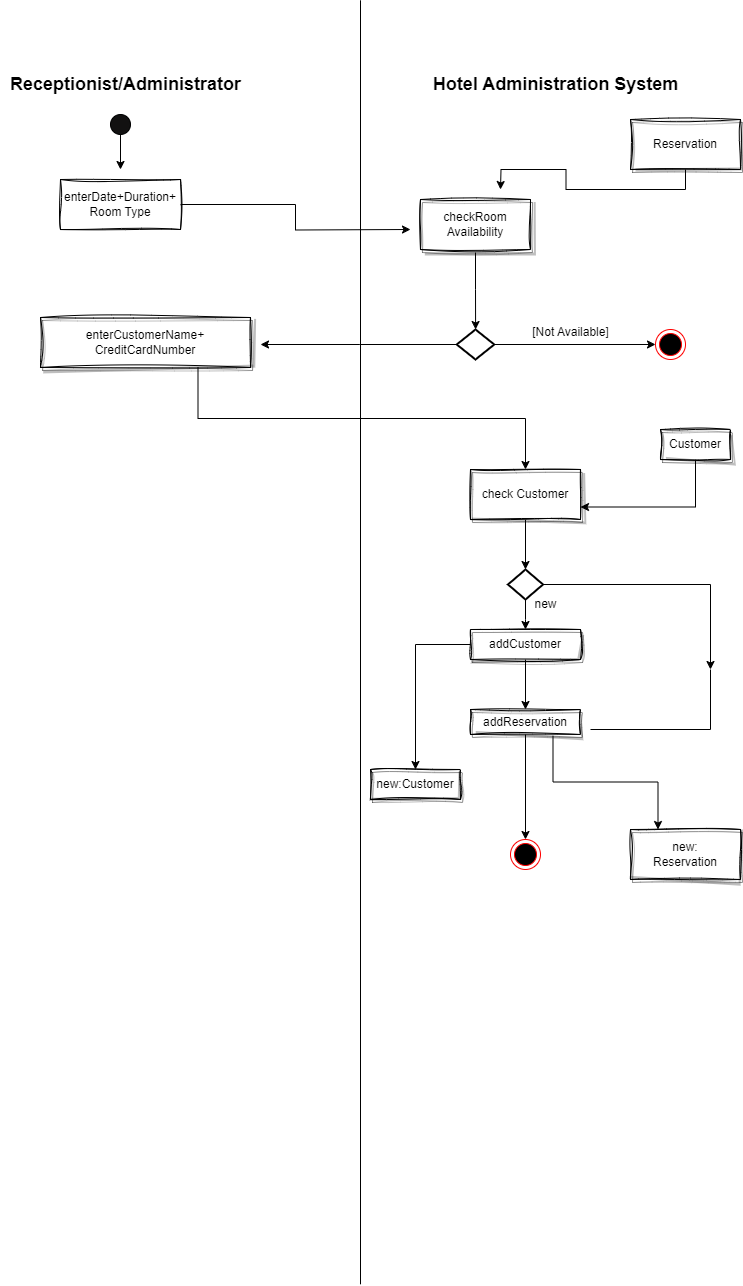 Receptionist/Administrator
Hotel Administration System
Reservation
enterDate+Duration+
Room Type
checkRoom
Availability
[Not Available]
enterCustomerName+
CreditCardNumber
Customer
check Customer
new
addCustomer
addReservation
new:Customer
new:
Reservation